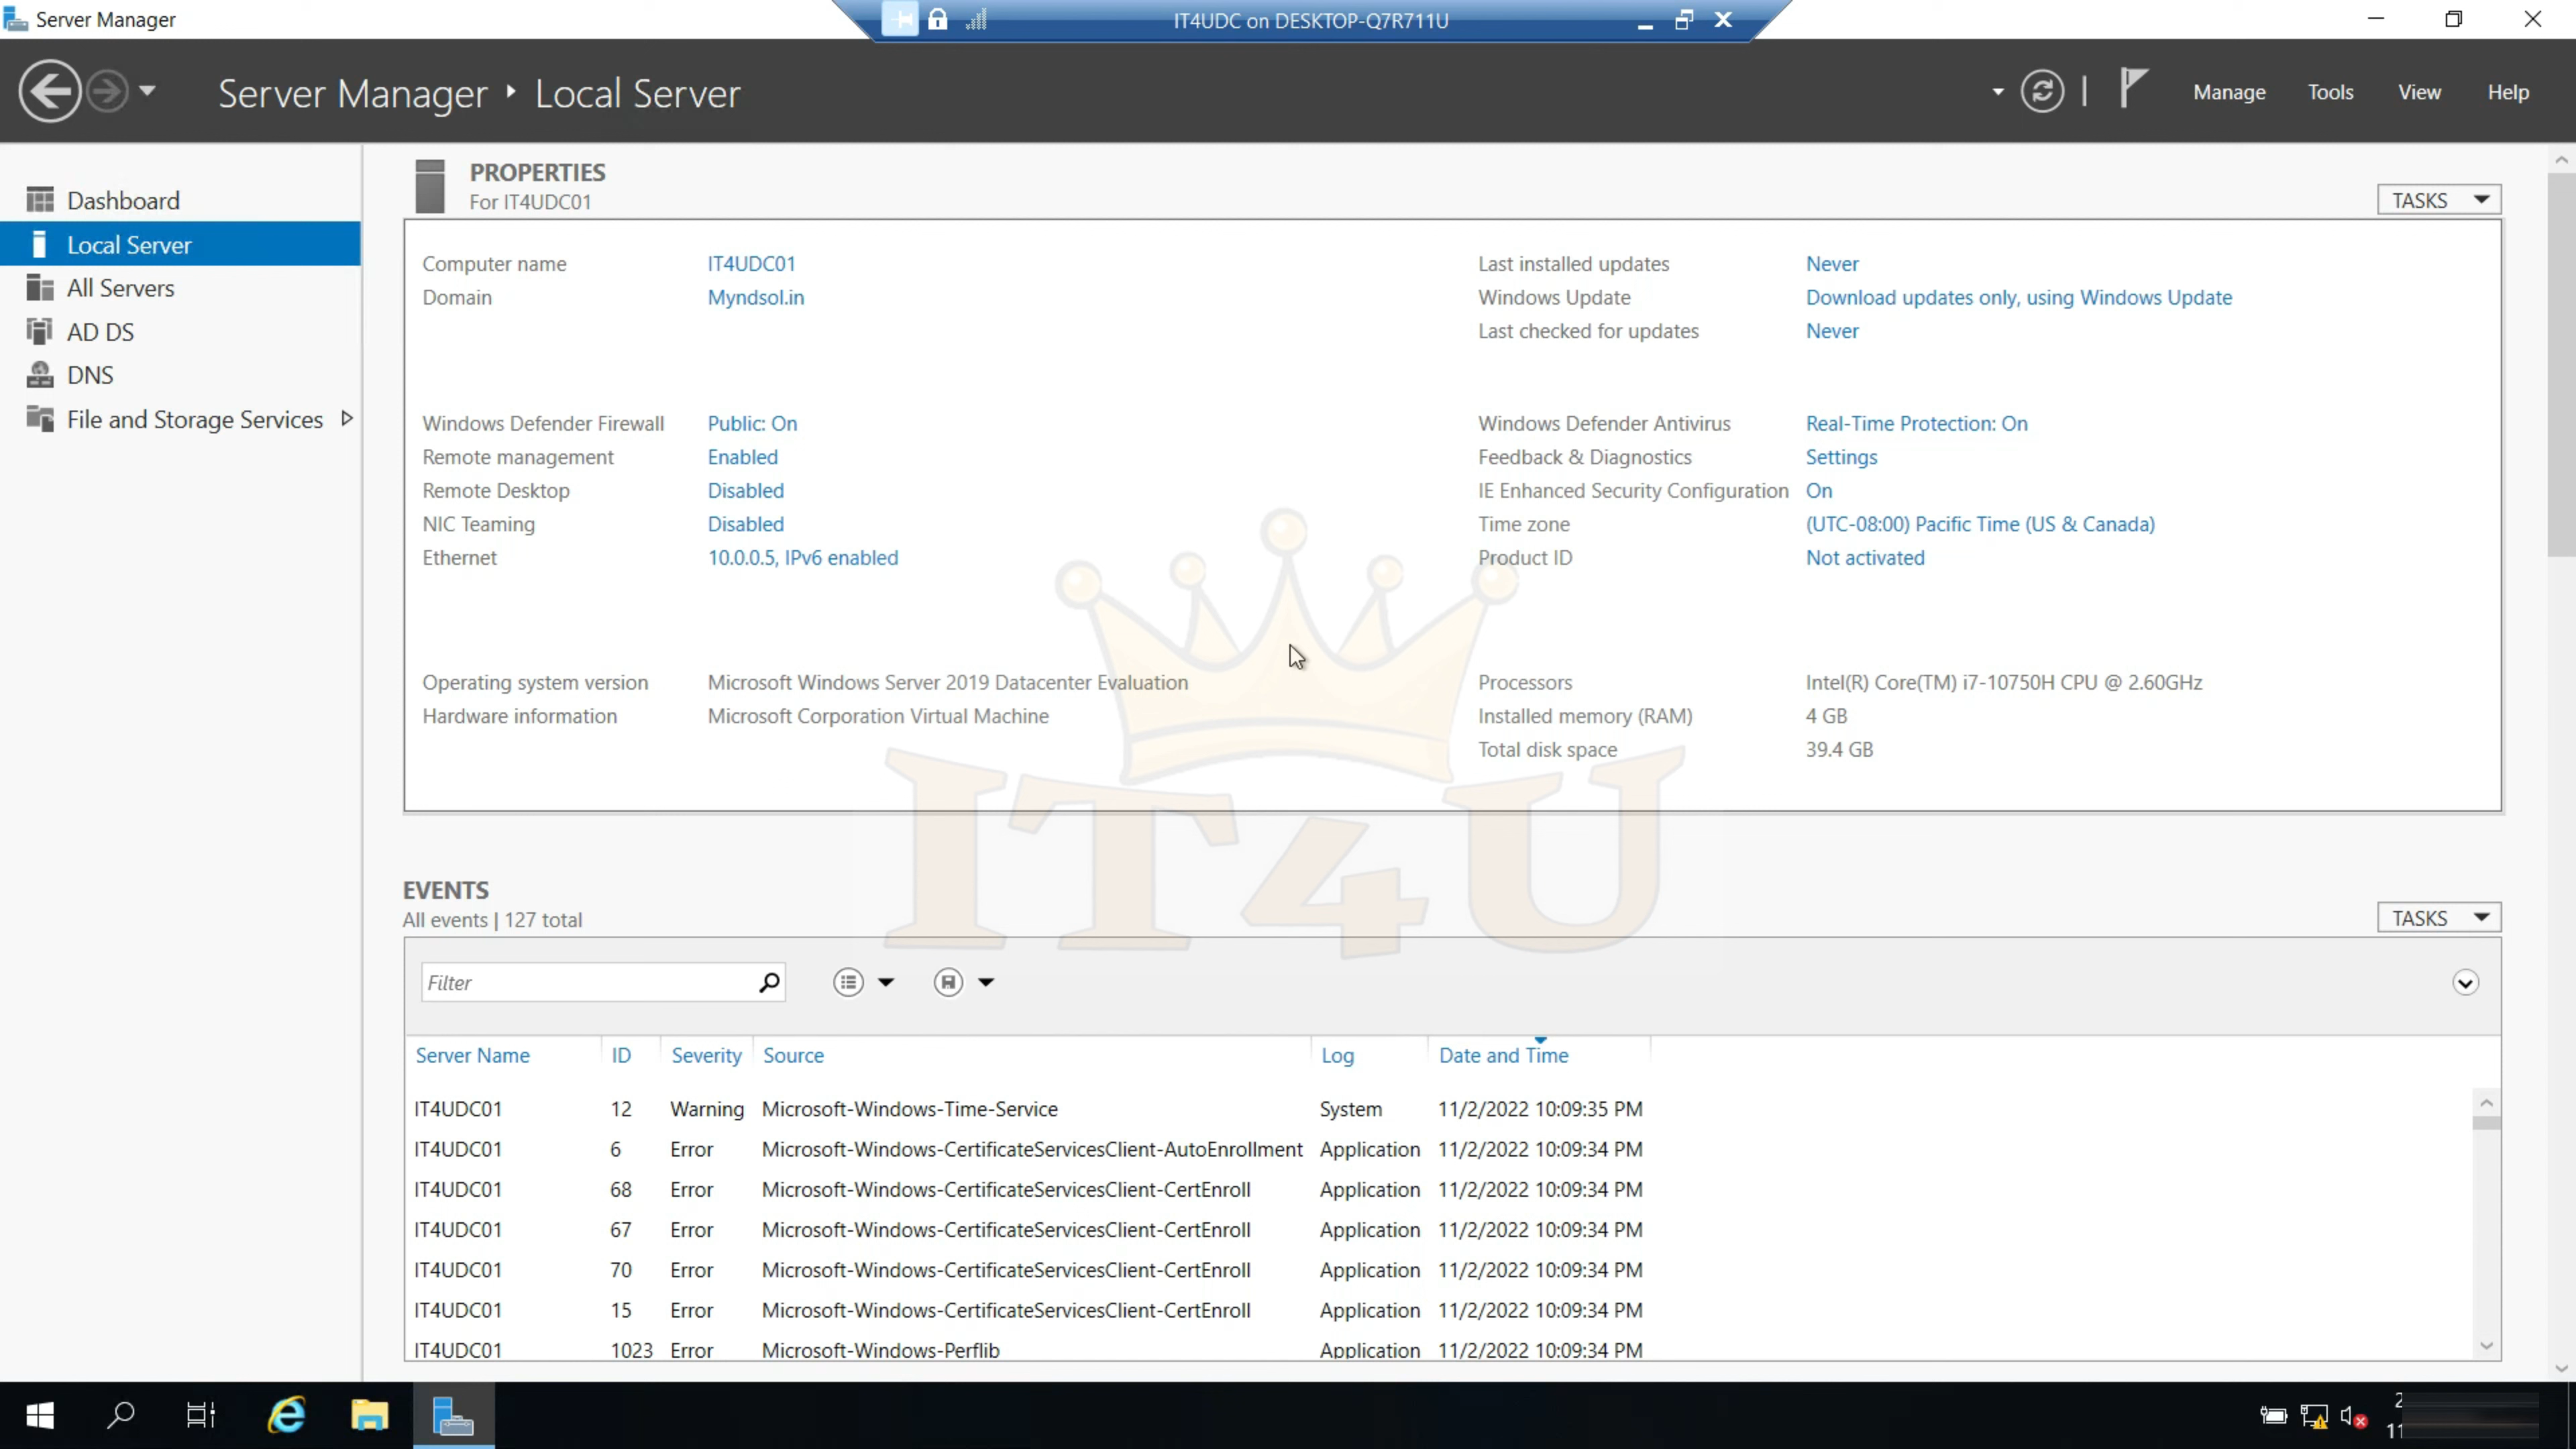 Server Manager
IT4UDC on DESKTOP-Q7R711U
Server Manager ‣ Local Server
Manage Tools View Help
Dashboard
Local Server
All Servers
AD DS
DNS
File and Storage Services
PROPERTIES
For IT4UDC01
TASKS
Computer name IT4UDC01
Domain Myndsol.in
Last installed updates Never
Windows Update Download updates only, using Windows Update
Last checked for updates Never
Windows Defender Firewall Public: On
Remote management Enabled
Remote Desktop Disabled
NIC Teaming Disabled
Ethernet 10.0.0.5, IPv6 enabled
Windows Defender Antivirus Real-Time Protection: On
Feedback & Diagnostics Settings
IE Enhanced Security Configuration On
Time zone (UTC-08:00) Pacific Time (US & Canada)
Product ID Not activated
Operating system version Microsoft Windows Server 2019 Datacenter Evaluation
Hardware information Microsoft Corporation Virtual Machine
Processors Intel(R) Core(TM) i7-10750H CPU @ 2.60GHz
Installed memory (RAM) 4 GB
Total disk space 39.4 GB
IT4U
EVENTS
All events | 127 total
TASKS
Filter
Server Name ID Severity Source Log Date and Time
IT4UDC01 12 Warning Microsoft-Windows-Time-Service System 11/2/2022 10:09:35 PM
IT4UDC01 6 Error Microsoft-Windows-CertificateServicesClient-AutoEnrollment Application 11/2/2022 10:09:34 PM
IT4UDC01 68 Error Microsoft-Windows-CertificateServicesClient-CertEnroll Application 11/2/2022 10:09:34 PM
IT4UDC01 67 Error Microsoft-Windows-CertificateServicesClient-CertEnroll Application 11/2/2022 10:09:34 PM
IT4UDC01 70 Error Microsoft-Windows-CertificateServicesClient-CertEnroll Application 11/2/2022 10:09:34 PM
IT4UDC01 15 Error Microsoft-Windows-CertificateServicesClient-CertEnroll Application 11/2/2022 10:09:34 PM
IT4UDC01 1023 Error Microsoft-Windows-Perflib Application 11/2/2022 10:09:34 PM